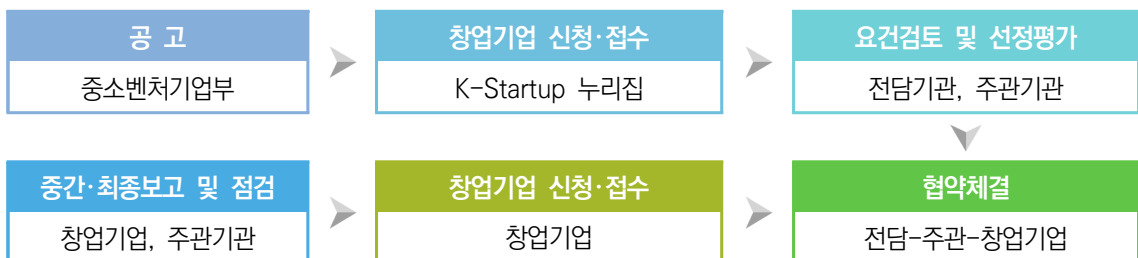 공 고
중소벤처기업부
창업기업 신청·접수
K-Startup 누리집
요건검토 및 선정평가
전담기관, 주관기관
중간·최종보고 및 점검
창업기업, 주관기관
창업기업 신청·접수
창업기업
협약체결
전담-주관-창업기업